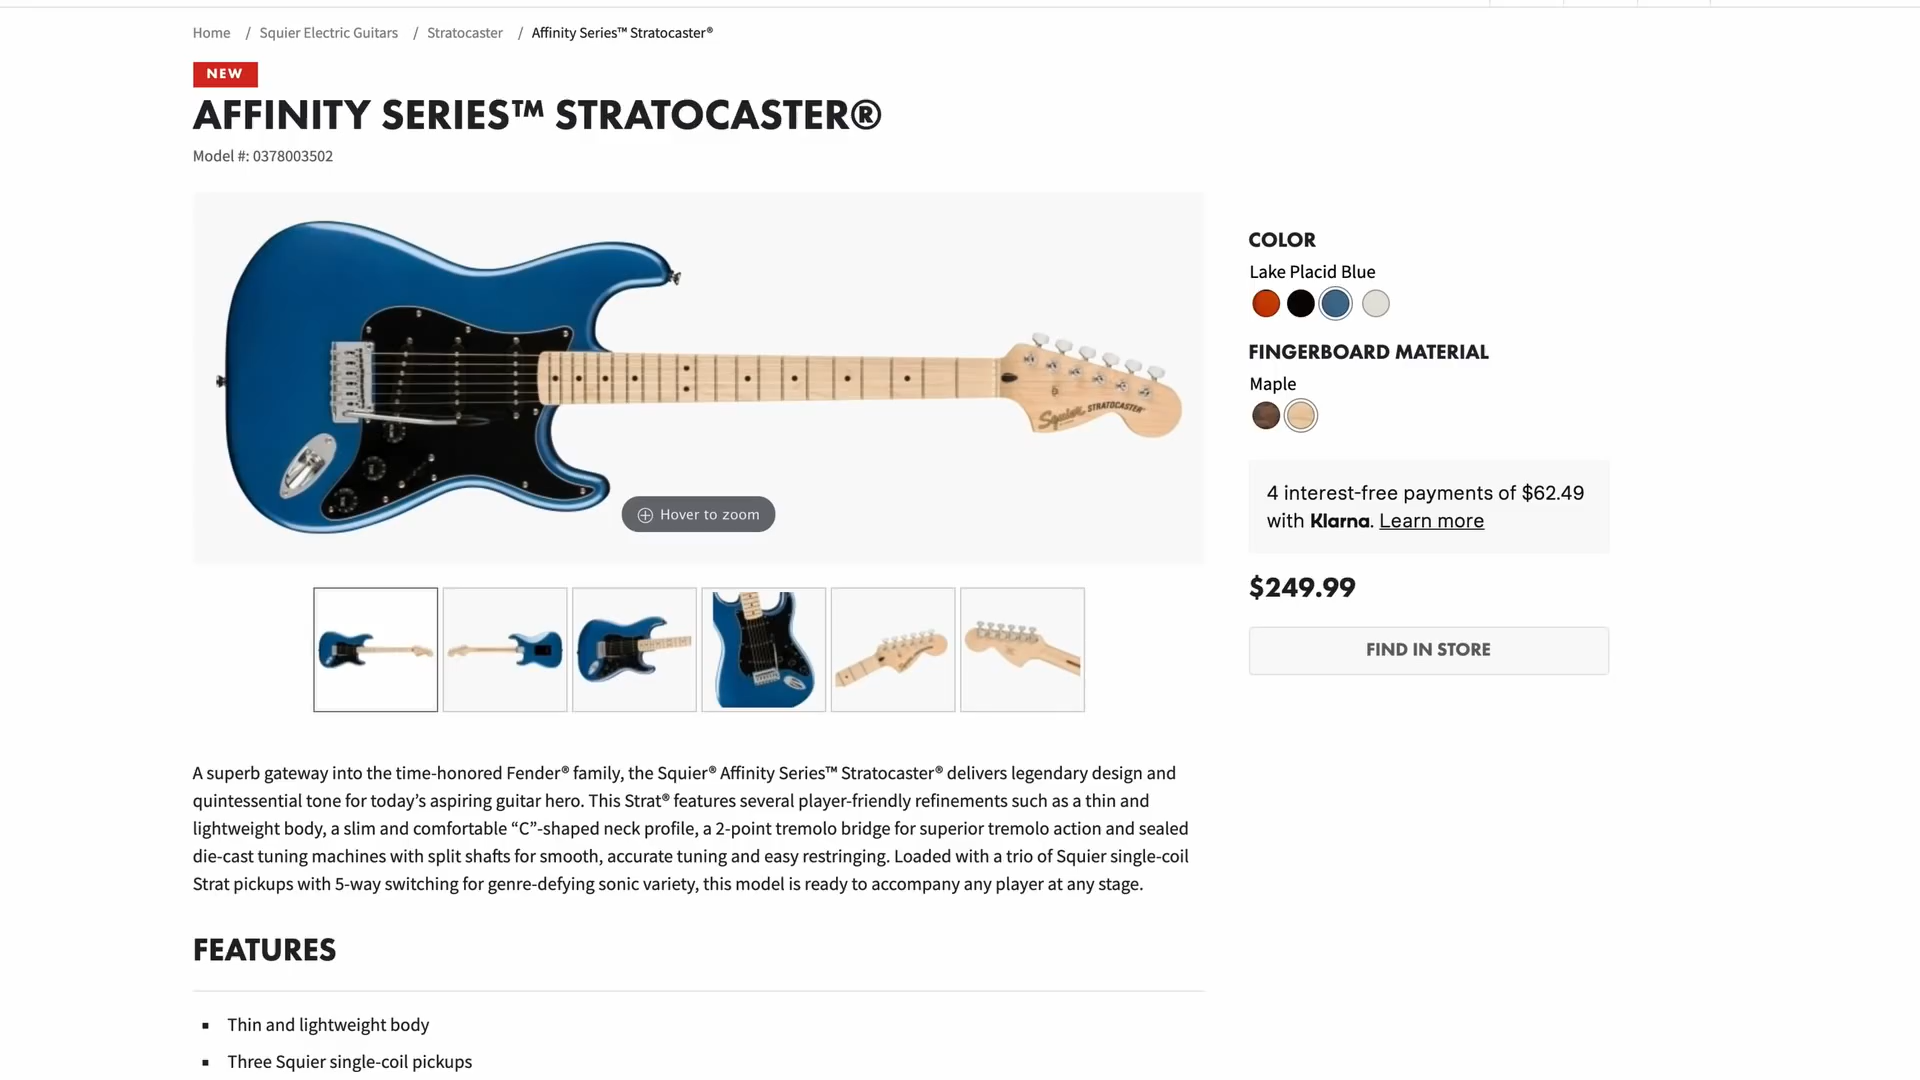 Home / Squier Electric Guitars / Stratocaster / Affinity Series™ Stratocaster®
NEW
AFFINITY SERIES™ STRATOCASTER®
Model #: 0378003502
Squier STRATOCASTER
Hover to zoom
COLOR
Lake Placid Blue
FINGERBOARD MATERIAL
Maple
4 interest-free payments of $62.49
with Klarna. Learn more
$249.99
FIND IN STORE
A superb gateway into the time-honored Fender® family, the Squier® Affinity Series™ Stratocaster® delivers legendary design and
quintessential tone for today’s aspiring guitar hero. This Strat® features several player-friendly refinements such as a thin and
lightweight body, a slim and comfortable “C”-shaped neck profile, a 2-point tremolo bridge for superior tremolo action and sealed
die-cast tuning machines with split shafts for smooth, accurate tuning and easy restringing. Loaded with a trio of Squier single-coil
Strat pickups with 5-way switching for genre-defying sonic variety, this model is ready to accompany any player at any stage.
FEATURES
▪ Thin and lightweight body
▪ Three Squier single-coil pickups